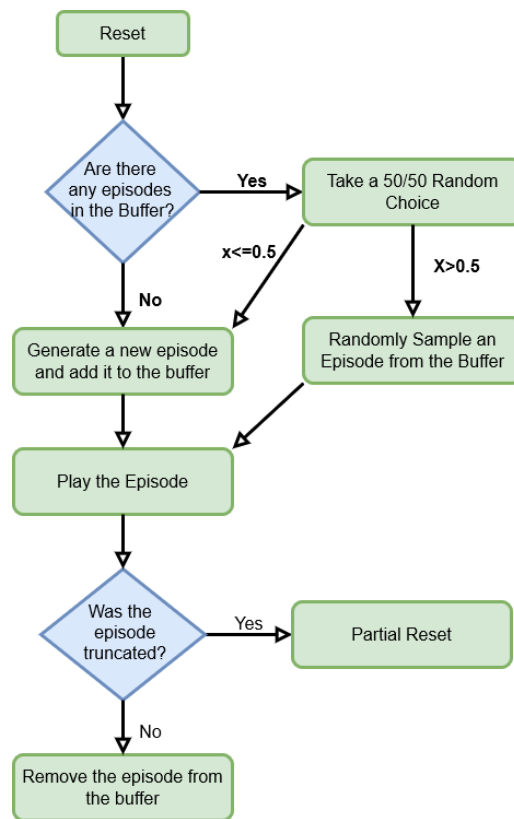 Reset
Are there
any episodes
in the Buffer?
Yes
Take a 50/50 Random
Choice
x<=0.5
X>0.5
No
Generate a new episode
and add it to the buffer
Randomly Sample an
Episode from the Buffer
Play the Episode
Was the
episode
truncated?
Yes
Partial Reset
No
Remove the episode from
the buffer